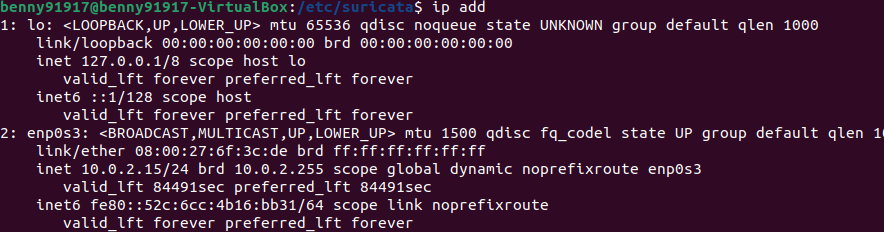 benny91917@benny91917-VirtualBox:/etc/suricata$ ip add
1: lo: <LOOPBACK,UP,LOWER_UP> mtu 65536 qdisc noqueue state UNKNOWN group default qlen 1000
    link/loopback 00:00:00:00:00:00 brd 00:00:00:00:00:00
    inet 127.0.0.1/8 scope host lo
       valid_lft forever preferred_lft forever
    inet6 ::1/128 scope host
       valid_lft forever preferred_lft forever
2: enp0s3: <BROADCAST,MULTICAST,UP,LOWER_UP> mtu 1500 qdisc fq_codel state UP group default qlen
    link/ether 08:00:27:6f:3c:de brd ff:ff:ff:ff:ff:ff
    inet 10.0.2.15/24 brd 10.0.2.255 scope global dynamic noprefixroute enp0s3
       valid_lft 84491sec preferred_lft 84491sec
    inet6 fe80::52c:6cc:4b16:bb31/64 scope link noprefixroute
       valid_lft forever preferred_lft forever